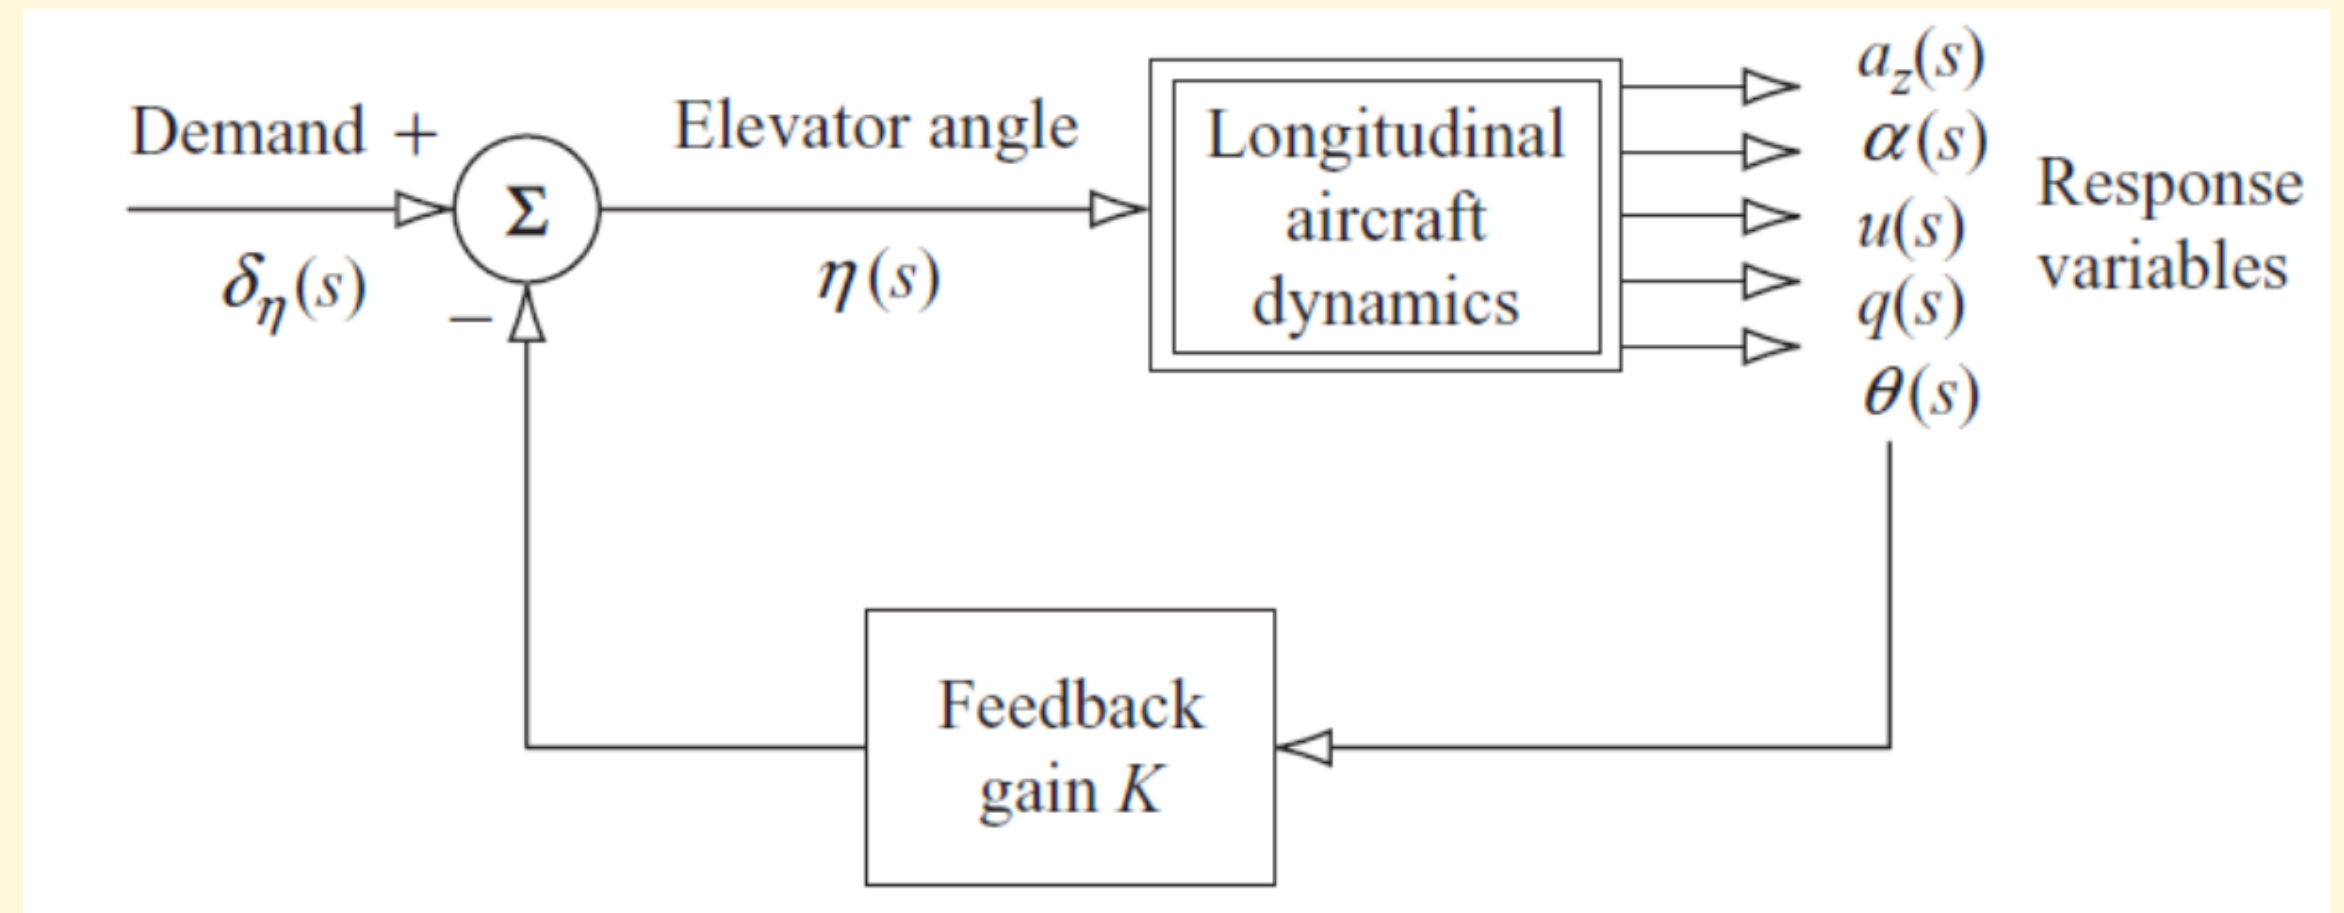 Demand +
Σ
δη(s)
−
Elevator angle
η(s)
Longitudinal
aircraft
dynamics
az(s)
α(s)
u(s)
q(s)
θ(s)
Response
variables
Feedback
gain K